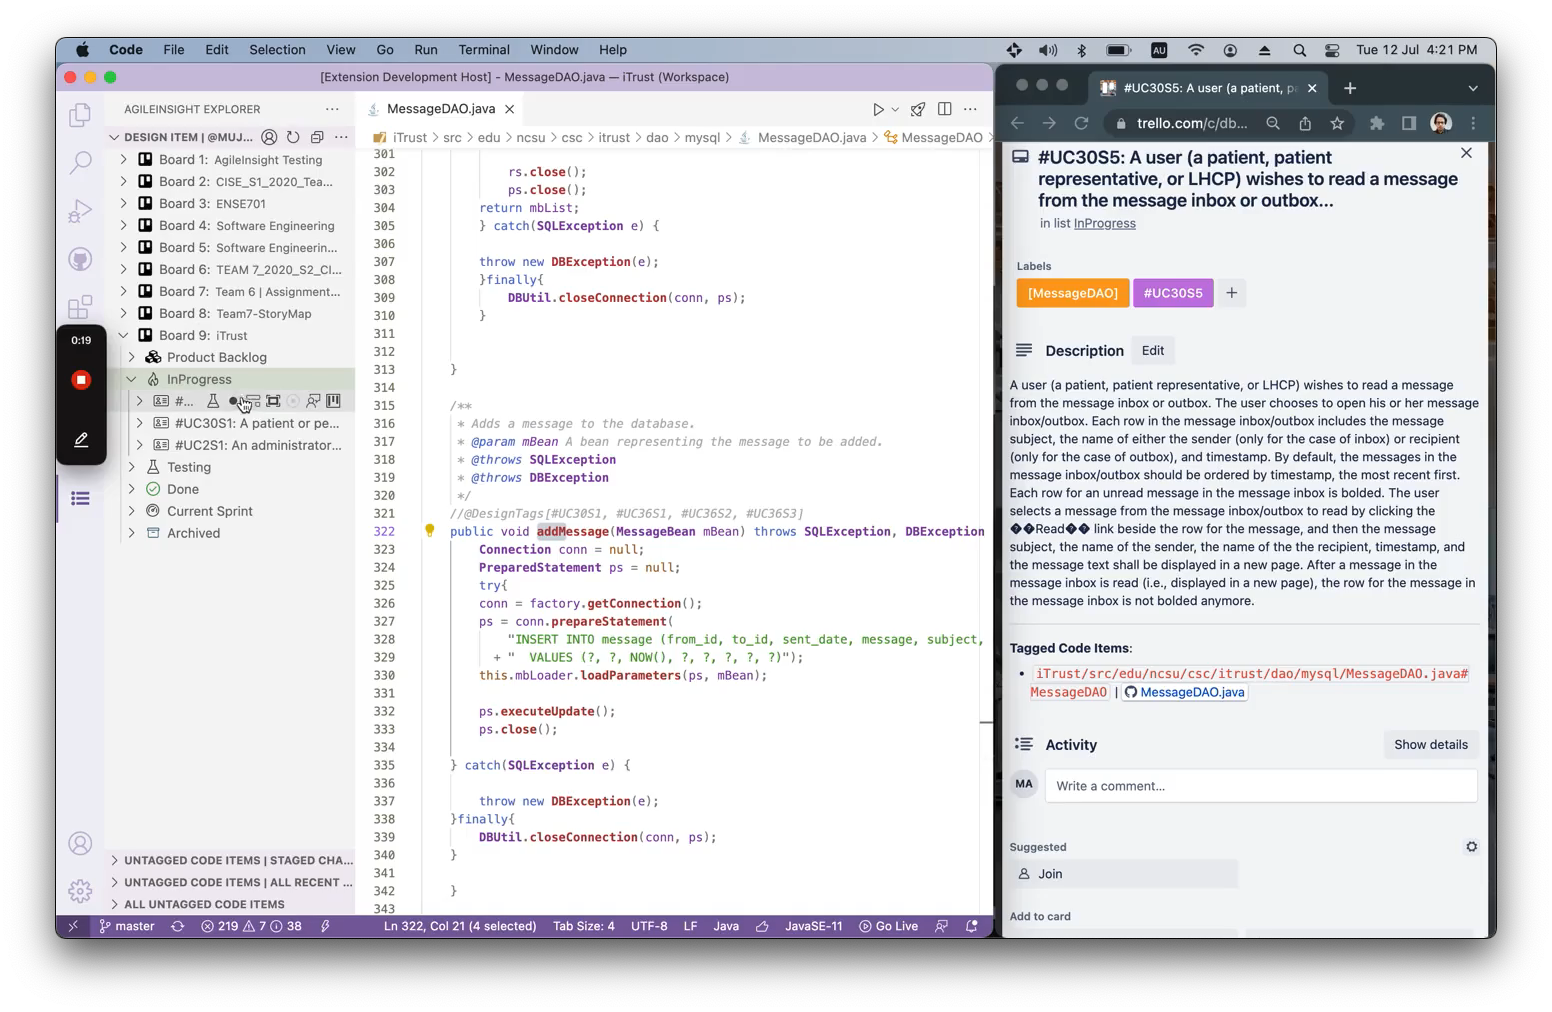 Code File Edit Selection View Go Run Terminal Window Help AU Tue 12 Jul 4:21 PM
[Extension Development Host] - MessageDAO.java — iTrust (Workspace)
AGILEINSIGHT EXPLORER ···
DESIGN ITEM | @MUJ... ···
Board 1: AgileInsight Testing
Board 2: CISE_S1_2020_Tea...
Board 3: ENSE701
Board 4: Software Engineering
Board 5: Software Engineerin...
Board 6: TEAM 7_2020_S2_CI...
Board 7: Team 6 | Assignment...
Board 8: Team7-StoryMap
Board 9: iTrust
Product Backlog
InProgress
#...
#UC30S1: A patient or pe...
#UC2S1: An administrator...
Testing
Done
Current Sprint
Archived
0:19
UNTAGGED CODE ITEMS | STAGED CHA...
UNTAGGED CODE ITEMS | ALL RECENT ...
ALL UNTAGGED CODE ITEMS
MessageDAO.java
iTrust > src > edu > ncsu > csc > itrust > dao > mysql > MessageDAO.java > MessageDAO >
301
302 rs.close();
303 ps.close();
304 return mbList;
305 } catch(SQLException e) {
306
307 throw new DBException(e);
308 }finally{
309 DBUtil.closeConnection(conn, ps);
310 }
311
312
313 }
314
315 /**
316 * Adds a message to the database.
317 * @param mBean A bean representing the message to be added.
318 * @throws SQLException
319 * @throws DBException
320 */
321 //@DesignTags[#UC30S1, #UC36S1, #UC36S2, #UC36S3]
322 public void addMessage(MessageBean mBean) throws SQLException, DBException
323 Connection conn = null;
324 PreparedStatement ps = null;
325 try{
326 conn = factory.getConnection();
327 ps = conn.prepareStatement(
328 "INSERT INTO message (from_id, to_id, sent_date, message, subject,
329 + " VALUES (?, ?, NOW(), ?, ?, ?, ?, ?)");
330 this.mbLoader.loadParameters(ps, mBean);
331
332 ps.executeUpdate();
333 ps.close();
334
335 } catch(SQLException e) {
336
337 throw new DBException(e);
338 }finally{
339 DBUtil.closeConnection(conn, ps);
340 }
341
342 }
343
master 219 7 38 Ln 322, Col 21 (4 selected) Tab Size: 4 UTF-8 LF Java JavaSE-11 Go Live
#UC30S5: A user (a patient, p
trello.com/c/db...
#UC30S5: A user (a patient, patient
representative, or LHCP) wishes to read a message
from the message inbox or outbox...
in list InProgress
Labels
[MessageDAO] #UC30S5 +
Description Edit
A user (a patient, patient representative, or LHCP) wishes to read a message
from the message inbox or outbox. The user chooses to open his or her message
inbox/outbox. Each row in the message inbox/outbox includes the message
subject, the name of either the sender (only for the case of inbox) or recipient
(only for the case of outbox), and timestamp. By default, the messages in the
message inbox/outbox should be ordered by timestamp, the most recent first.
Each row for an unread message in the message inbox is bolded. The user
selects a message from the message inbox/outbox to read by clicking the
��Read�� link beside the row for the message, and then the message
subject, the name of the sender, the name of the the recipient, timestamp, and
the message text shall be displayed in a new page. After a message in the
message inbox is read (i.e., displayed in a new page), the row for the message in
the message inbox is not bolded anymore.
Tagged Code Items:
• iTrust/src/edu/ncsu/csc/itrust/dao/mysql/MessageDAO.java#
MessageDAO | MessageDAO.java
Activity Show details
MA Write a comment...
Suggested
Join
Add to card